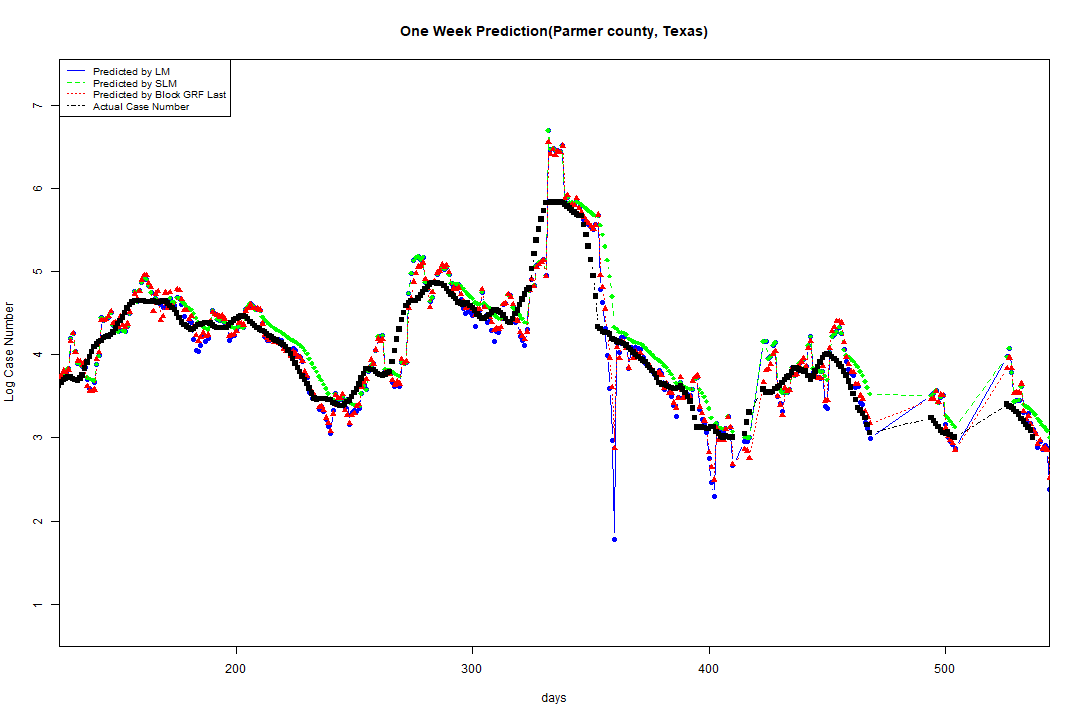 One Week Prediction(Parmer county, Texas)
Predicted by LM
Predicted by SLM
Predicted by Block GRF Last
Actual Case Number
7
6
5
4
3
2
1
Log Case Number
200
300
400
500
days